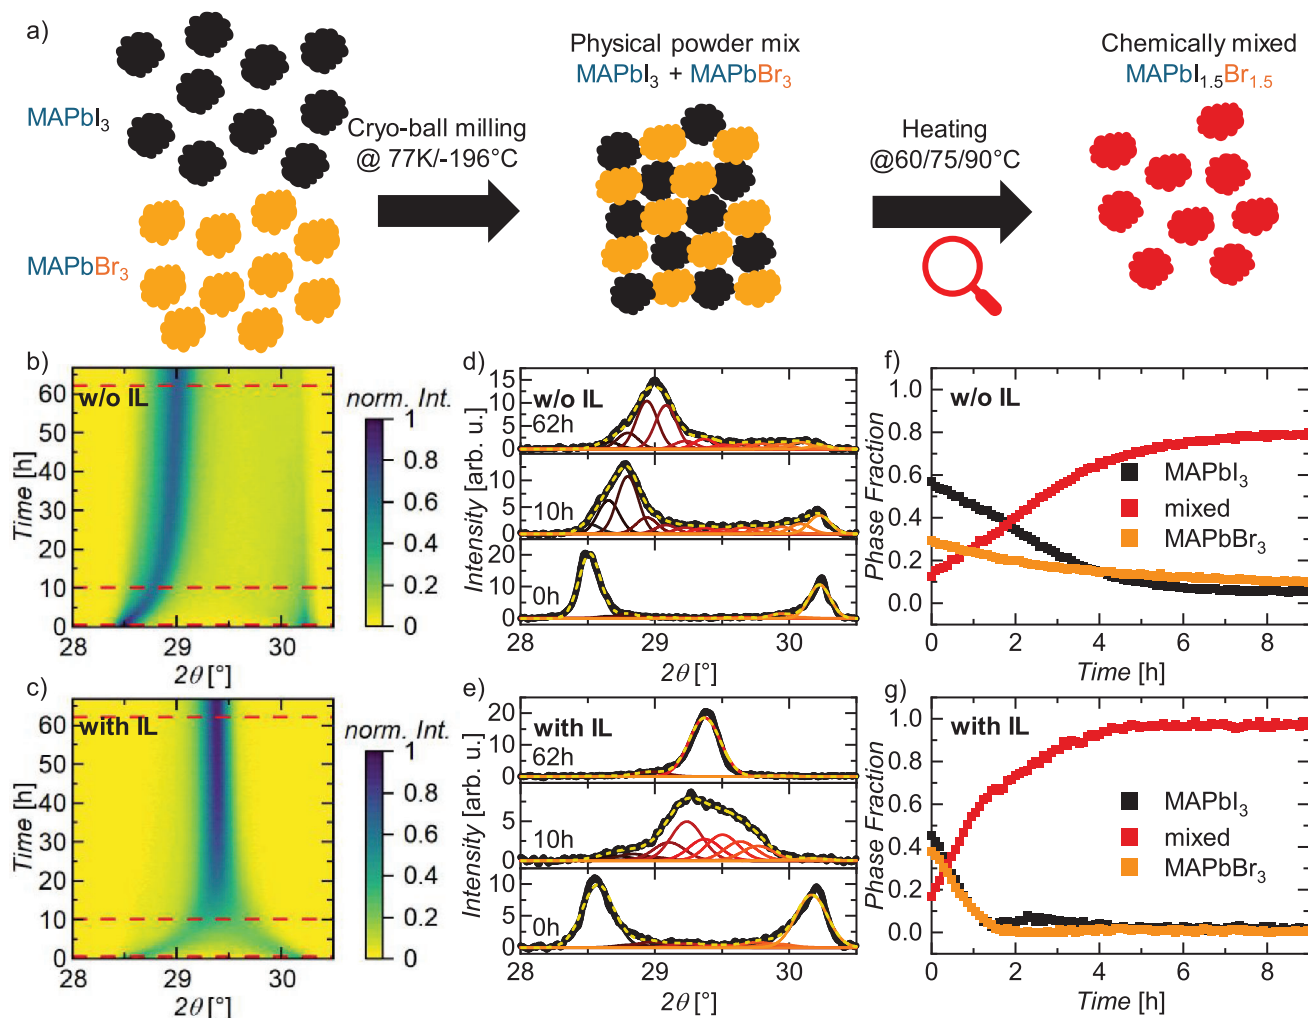 a)
MAPbI3
MAPbBr3
Cryo-ball milling
@ 77K/-196°C
Physical powder mix
MAPbI3 + MAPbBr3
Heating
@60/75/90°C
Chemically mixed
MAPbI1.5Br1.5
b)
w/o IL
Time [h]
60
50
40
30
20
10
0
28
29
30
2θ [°]
norm. Int.
1
0.8
0.6
0.4
0.2
0
c)
with IL
Time [h]
60
50
40
30
20
10
0
28
29
30
2θ [°]
norm. Int.
1
0.8
0.6
0.4
0.2
0
d)
w/o IL
62h
10h
0h
Intensity [arb. u.]
15
10
5
0
10
5
0
20
10
0
28
29
30
2θ [°]
e)
with IL
62h
10h
0h
Intensity [arb. u.]
20
10
0
5
0
10
5
0
28
29
30
2θ [°]
f)
w/o IL
Phase Fraction
1.0
0.8
0.6
0.4
0.2
0.0
MAPbI3
mixed
MAPbBr3
0
2
4
6
8
Time [h]
g)
with IL
Phase Fraction
1.0
0.8
0.6
0.4
0.2
0.0
MAPbI3
mixed
MAPbBr3
0
2
4
6
8
Time [h]